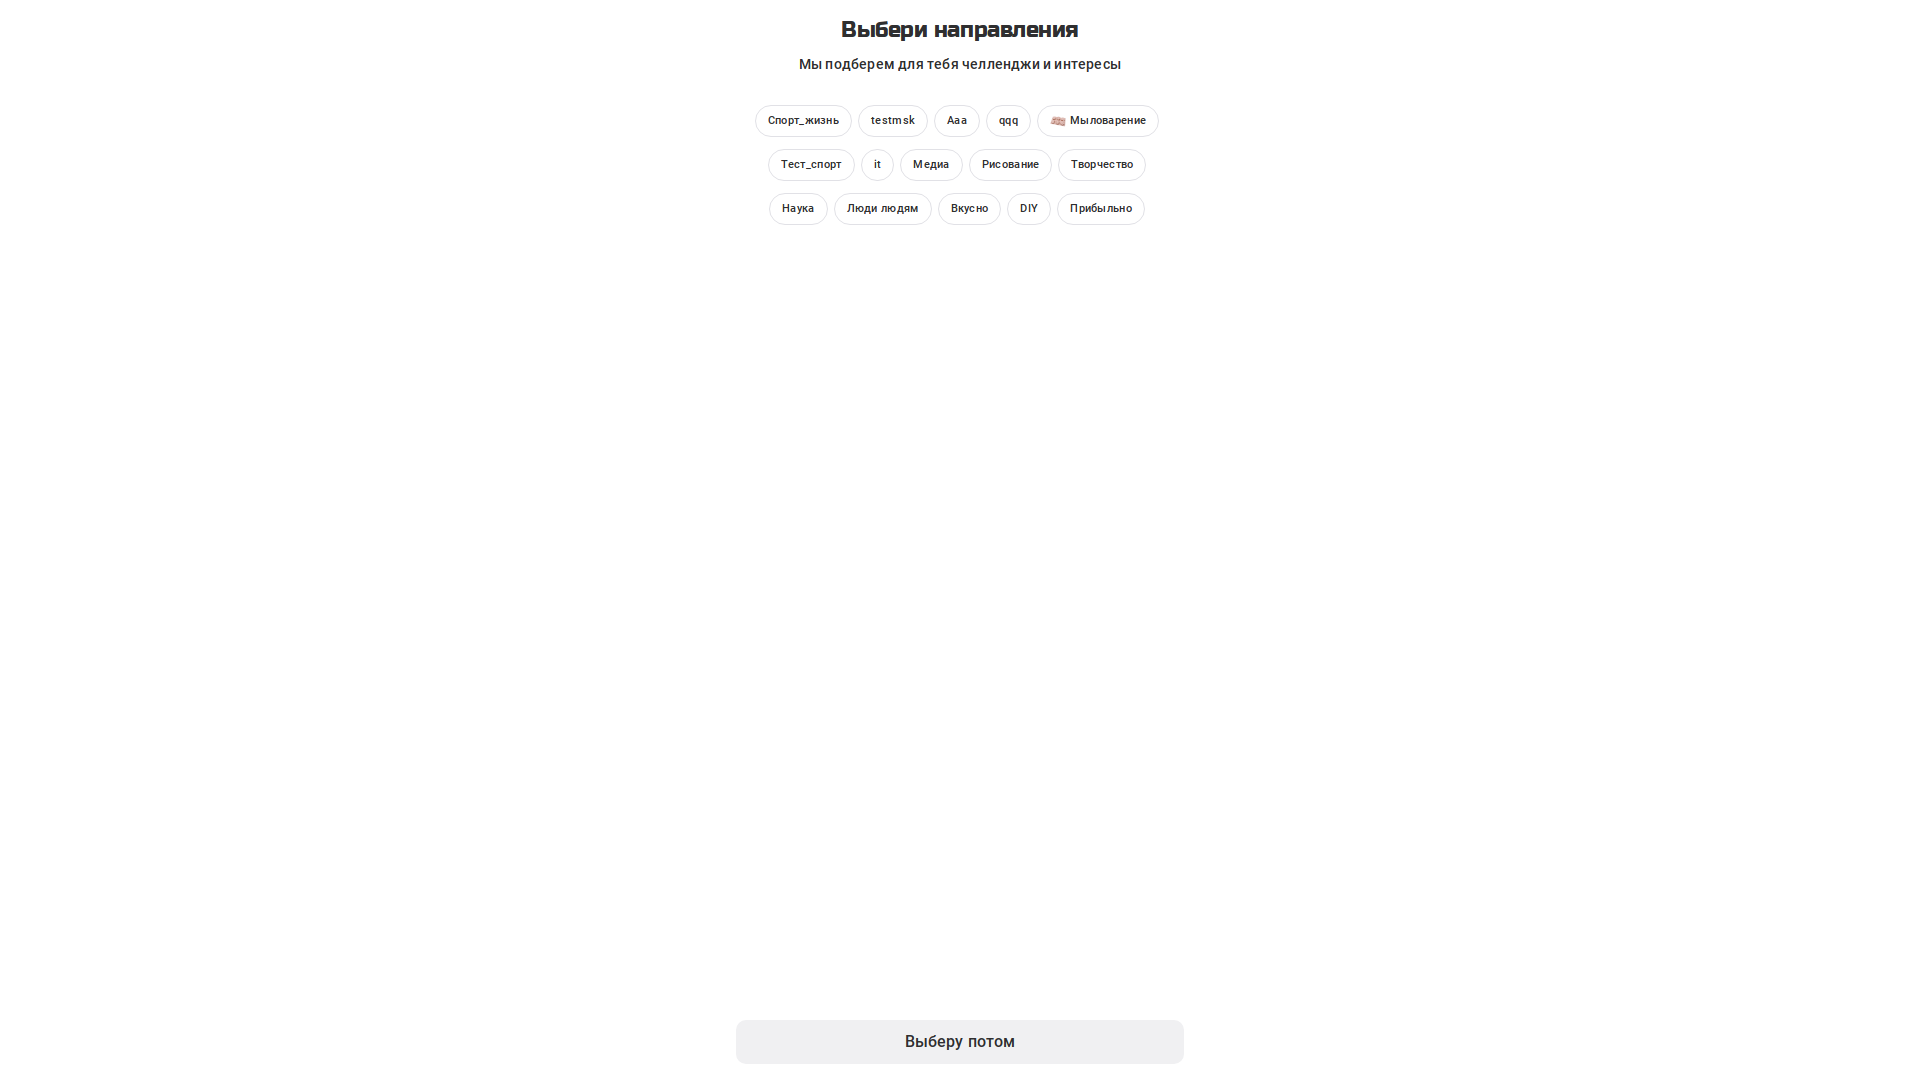 Выбери направления
Мы подберем для тебя челленджи и интересы
Спорт_жизнь testmsk Ааа qqq Мыловарение
Тест_спорт it Медиа Рисование Творчество
Наука Люди людям Вкусно DIY Прибыльно
Выберу потом